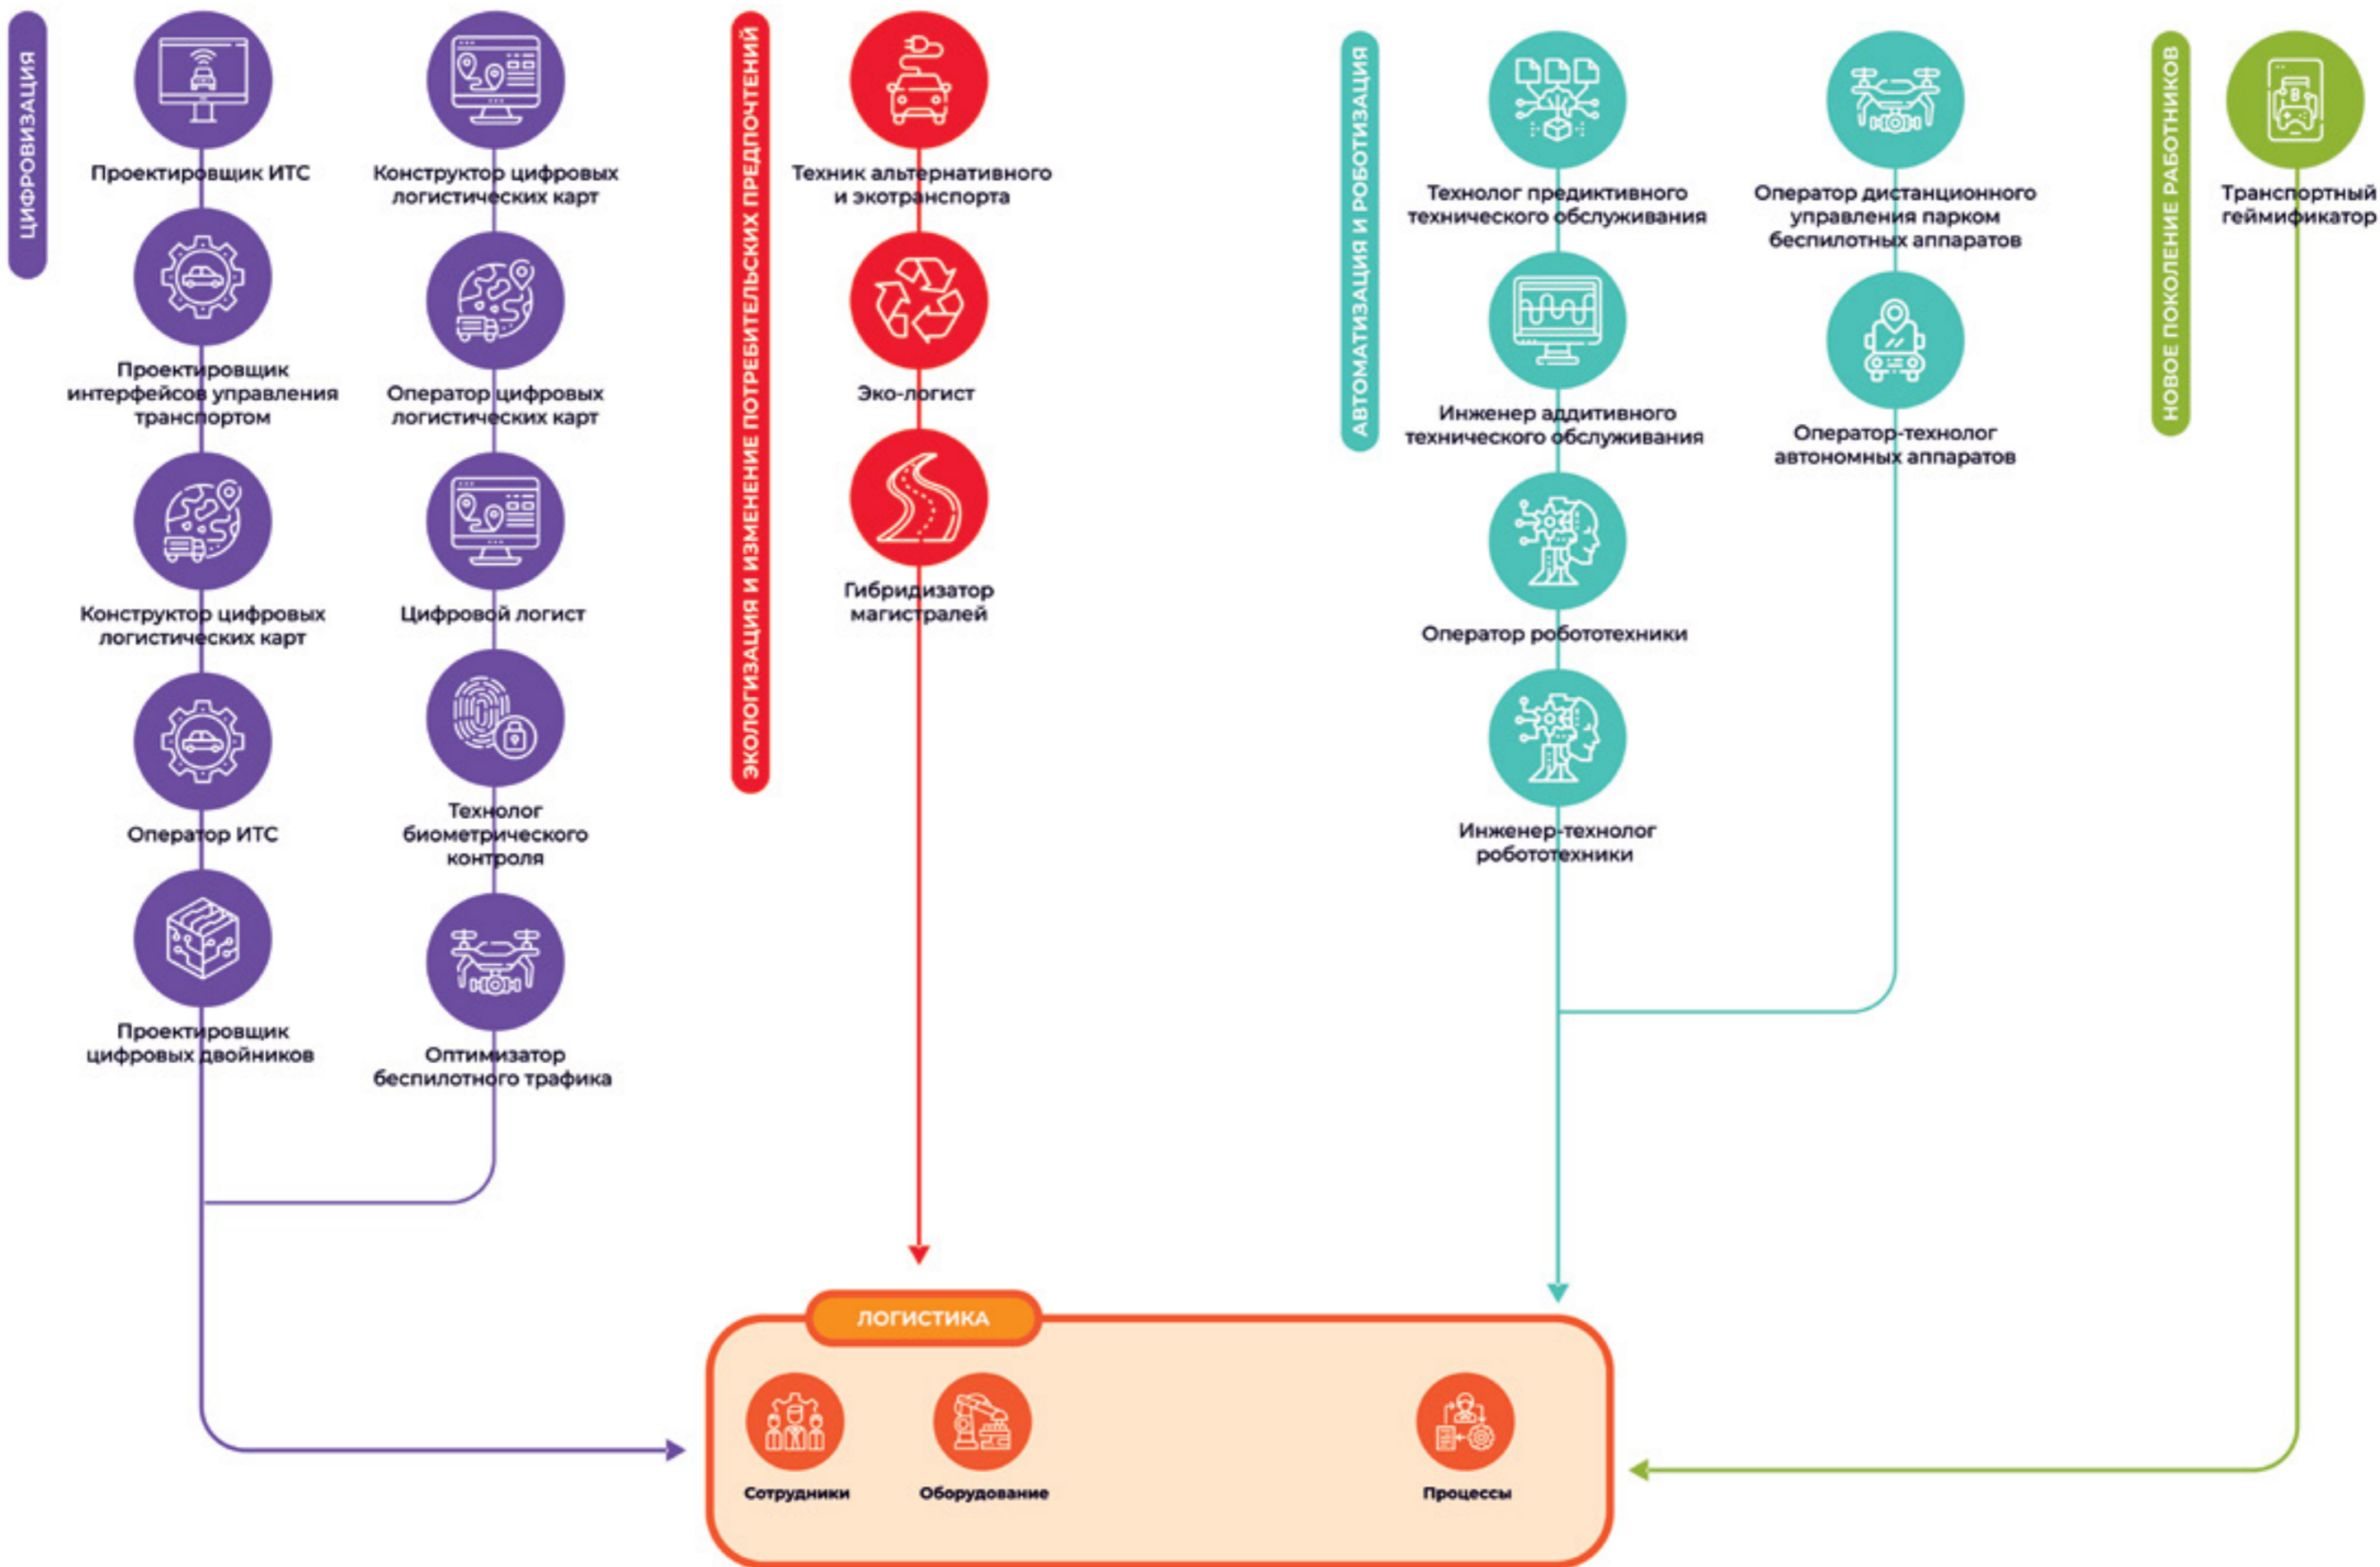 ЦИФРОВИЗАЦИЯ
Проектировщик ИТС
Проектировщик
интерфейсов управления
транспортом
Конструктор цифровых
логистических карт
Оператор ИТС
Проектировщик
цифровых двойников
Конструктор цифровых
логистических карт
Оператор цифровых
логистических карт
Цифровой логист
Технолог
биометрического
контроля
Оптимизатор
беспилотного трафика
ЭКОЛОГИЗАЦИЯ И ИЗМЕНЕНИЕ ПОТРЕБИТЕЛЬСКИХ ПРЕДПОЧТЕНИЙ
Техник альтернативного
и экотранспорта
Эко-логист
Гибридизатор
магистралей
АВТОМАТИЗАЦИЯ И РОБОТИЗАЦИЯ
Технолог предиктивного
технического обслуживания
Инженер аддитивного
технического обслуживания
Оператор робототехники
Инженер-технолог
робототехники
Оператор дистанционного
управления парком
беспилотных аппаратов
Оператор-технолог
автономных аппаратов
НОВОЕ ПОКОЛЕНИЕ РАБОТНИКОВ
Транспортный
геймификатор
ЛОГИСТИКА
Сотрудники
Оборудование
Процессы